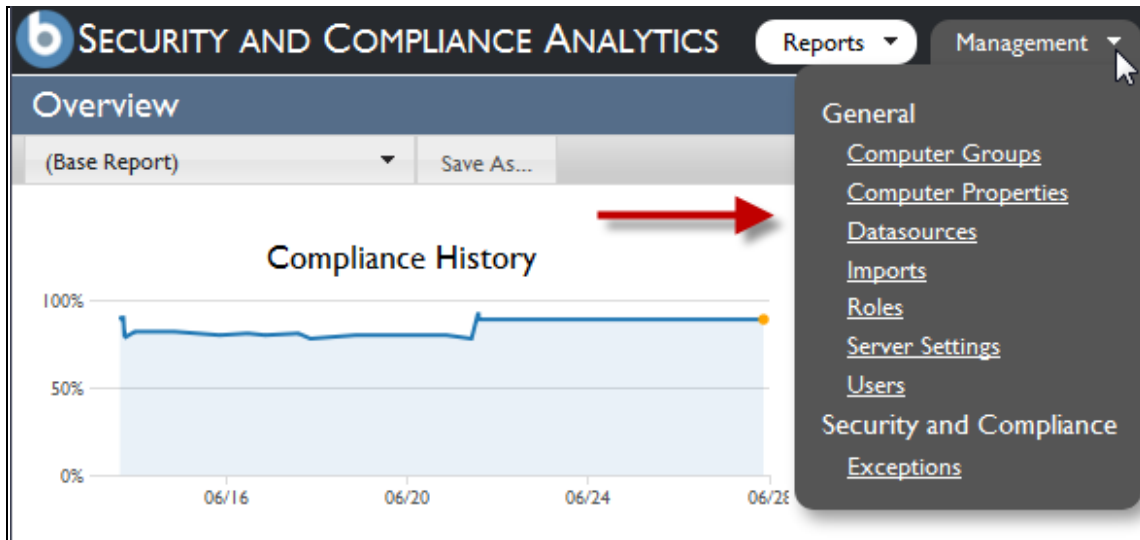 b SECURITY AND COMPLIANCE ANALYTICS
Reports
Management
Overview
(Base Report)
Save As...
General
Computer Groups
Computer Properties
Datasources
Imports
Roles
Server Settings
Users
Security and Compliance
Exceptions
Compliance History
100%
50%
0%
06/16 06/20 06/24 06/28